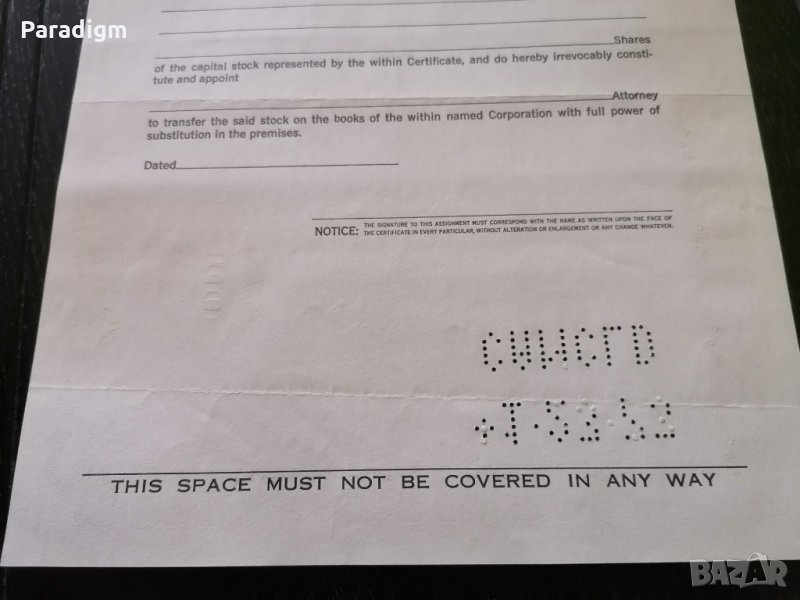 Paradigm
Shares
of the capital stock represented by the within Certificate, and do hereby irrevocably consti-
tute and appoint
Attorney
to transfer the said stock on the books of the within named Corporation with full power of
substitution in the premises.
Dated
NOTICE: THE SIGNATURE TO THIS ASSIGNMENT MUST CORRESPOND WITH THE NAME AS WRITTEN UPON THE FACE OF
THE CERTIFICATE IN EVERY PARTICULAR, WITHOUT ALTERATION OR ENLARGEMENT OR ANY CHANGE WHATEVER.
THIS SPACE MUST NOT BE COVERED IN ANY WAY
BAZAR